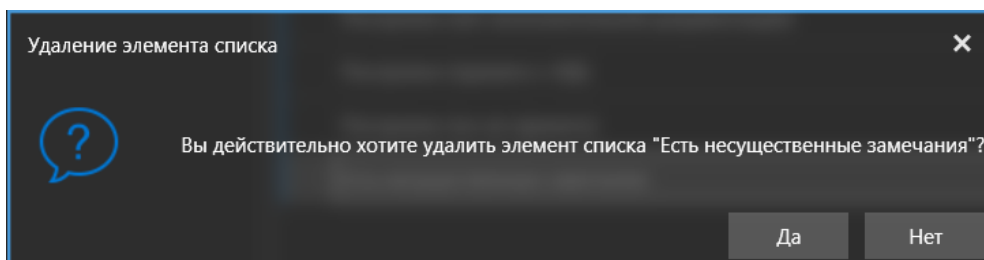 Удаление элемента списка
Вы действительно хотите удалить элемент списка "Есть несущественные замечания"?
Да
Нет